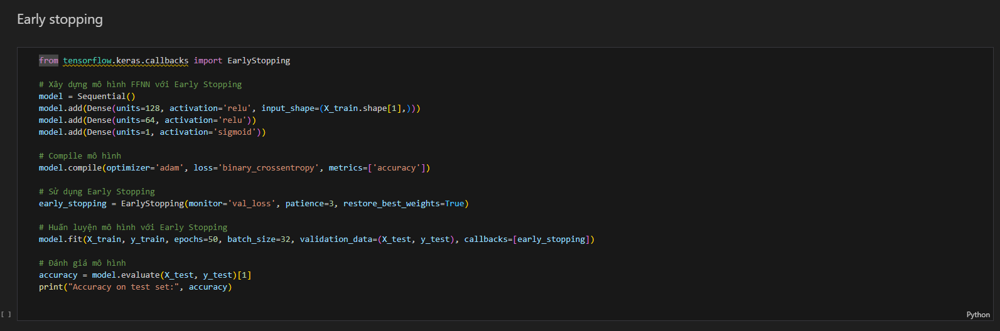 Early stopping
from tensorflow.keras.callbacks import EarlyStopping
# Xây dựng mô hình FFNN với Early Stopping
model = Sequential()
model.add(Dense(units=128, activation='relu', input_shape=(X_train.shape[1],)))
model.add(Dense(units=64, activation='relu'))
model.add(Dense(units=1, activation='sigmoid'))
# Compile mô hình
model.compile(optimizer='adam', loss='binary_crossentropy', metrics=['accuracy'])
# Sử dụng Early Stopping
early_stopping = EarlyStopping(monitor='val_loss', patience=3, restore_best_weights=True)
# Huấn luyện mô hình với Early Stopping
model.fit(X_train, y_train, epochs=50, batch_size=32, validation_data=(X_test, y_test), callbacks=[early_stopping])
# Đánh giá mô hình
accuracy = model.evaluate(X_test, y_test)[1]
print("Accuracy on test set:", accuracy)
[ ]
Python